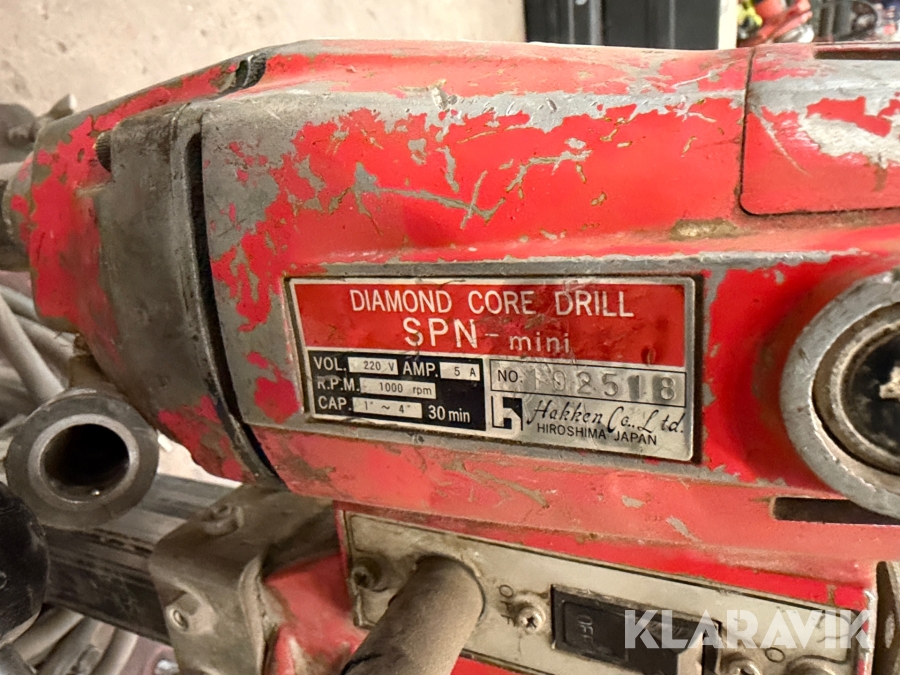 DIAMOND CORE DRILL
SPN-mini
VOL. 220 V AMP. 5 A
R.P.M. 1000 rpm
CAP. 1" ~ 4" 30 min
NO. 192518
Hakken Co., Ltd.
HIROSHIMA JAPAN
KLARAVIK